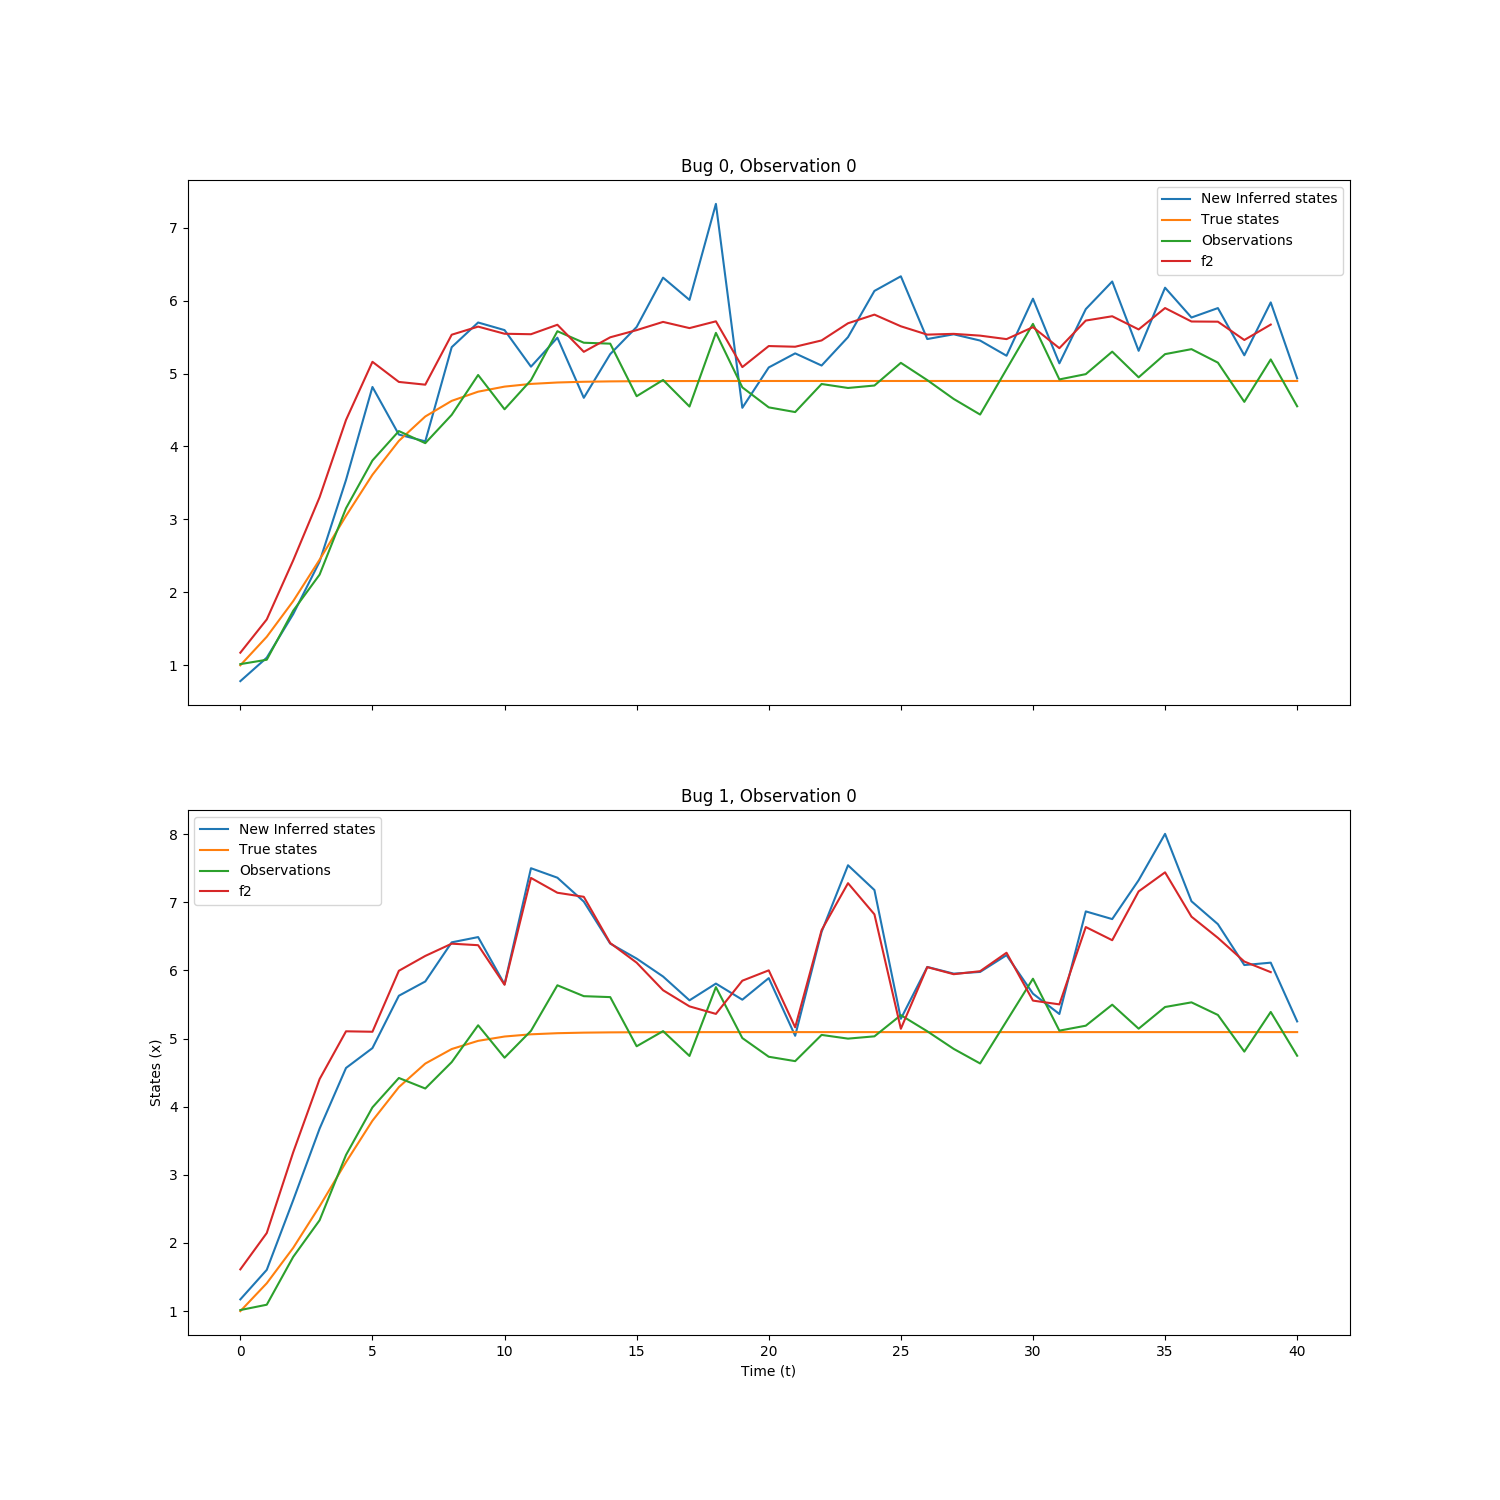 Bug 0, Observation 0
New Inferred states
True states
Observations
f2
7
6
5
4
3
2
1
Bug 1, Observation 0
New Inferred states
True states
Observations
f2
8
7
6
5
4
3
2
1
States (x)
0 5 10 15 20 25 30 35 40
Time (t)